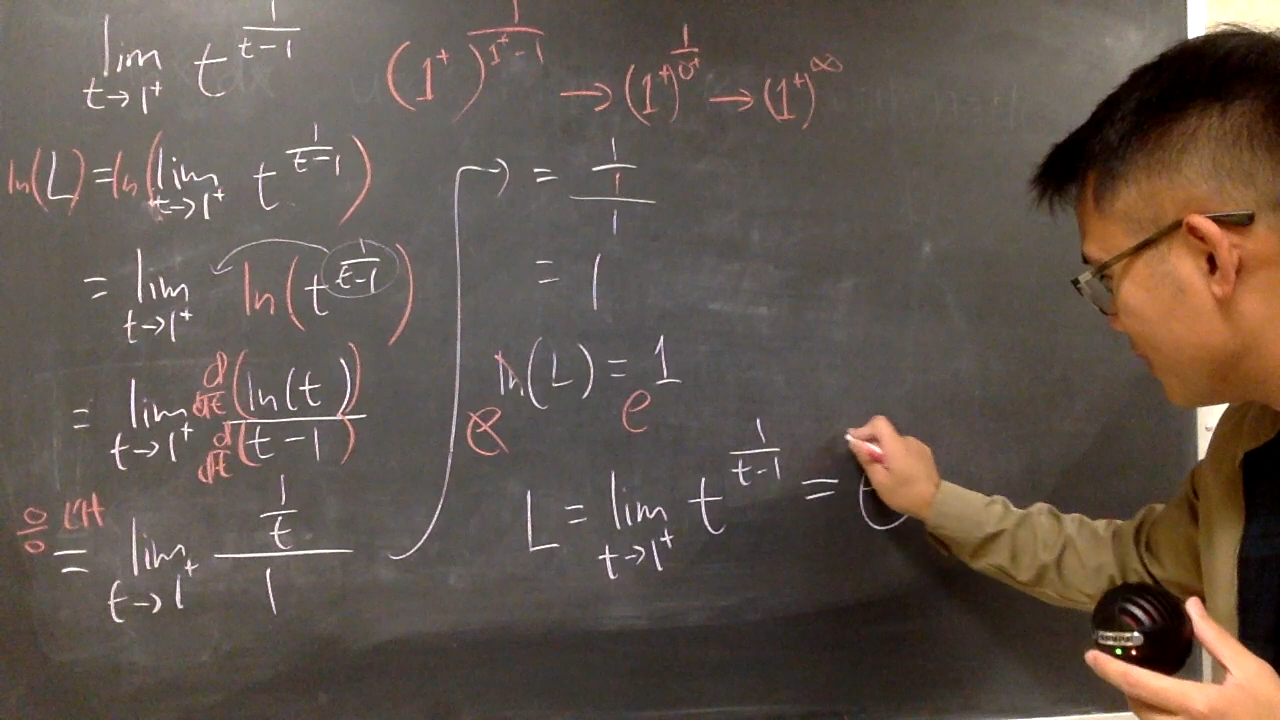 lim t→1⁺ t^(1/(t-1))
(1⁺)^(1/(1⁺-1)) → (1⁺)^(1/0⁺) → (1⁺)^∞
ln(L) = ln(lim t→1⁺ t^(1/(t-1)))
= lim t→1⁺ ln(t^(1/(t-1)))
= lim t→1⁺ d/dt (ln(t)) / d/dt (t-1)
0/0 L'H = lim t→1⁺ (1/t)/1
→ = (1/1)/1
= 1
e^(ln(L)) = e^1
L = lim t→1⁺ t^(1/(t-1)) = e